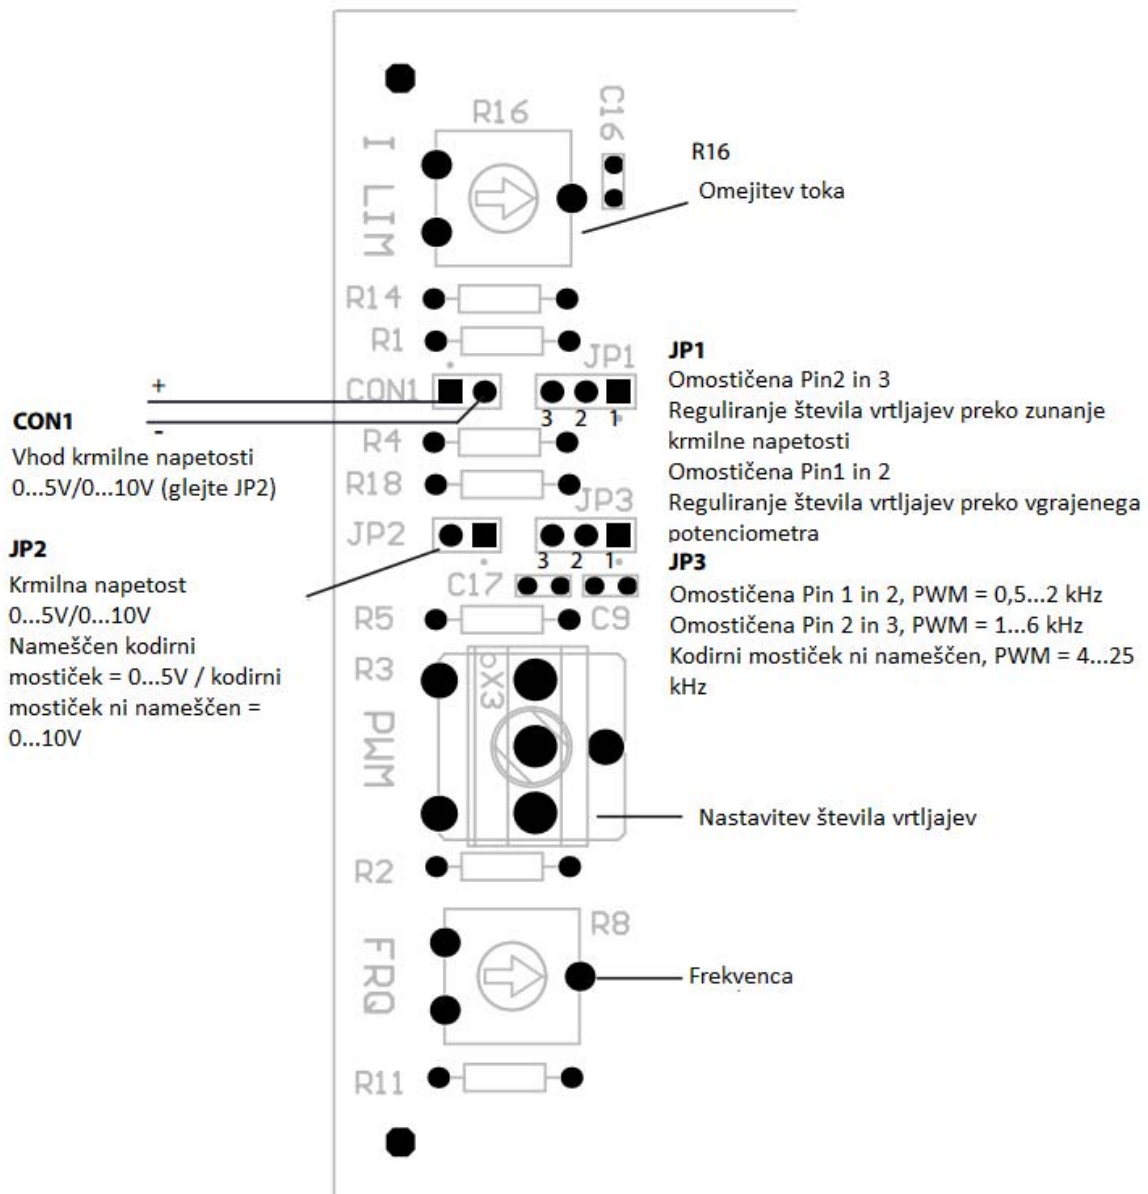 R16
C16
I LIM
R16
Omejitev toka
R14
R1
JP1
CON1
3 2 1
+
-
CON1
Vhod krmilne napetosti
0...5V/0...10V (glejte JP2)
JP1
Omostičena Pin2 in 3
Reguliranje števila vrtljajev preko zunanje
krmilne napetosti
Omostičena Pin1 in 2
Reguliranje števila vrtljajev preko vgrajenega
potenciometra
R4
R18
JP3
JP2
3 2 1
JP2
Krmilna napetost
0...5V/0...10V
Nameščen kodirni
mostiček = 0...5V / kodirni
mostiček ni nameščen =
0...10V
JP3
Omostičena Pin 1 in 2, PWM = 0,5...2 kHz
Omostičena Pin 2 in 3, PWM = 1...6 kHz
Kodirni mostiček ni nameščen, PWM = 4...25
kHz
C17
C9
R5
R3
X3
PWM
Nastavitev števila vrtljajev
R2
R8
FRQ
Frekvenca
R11